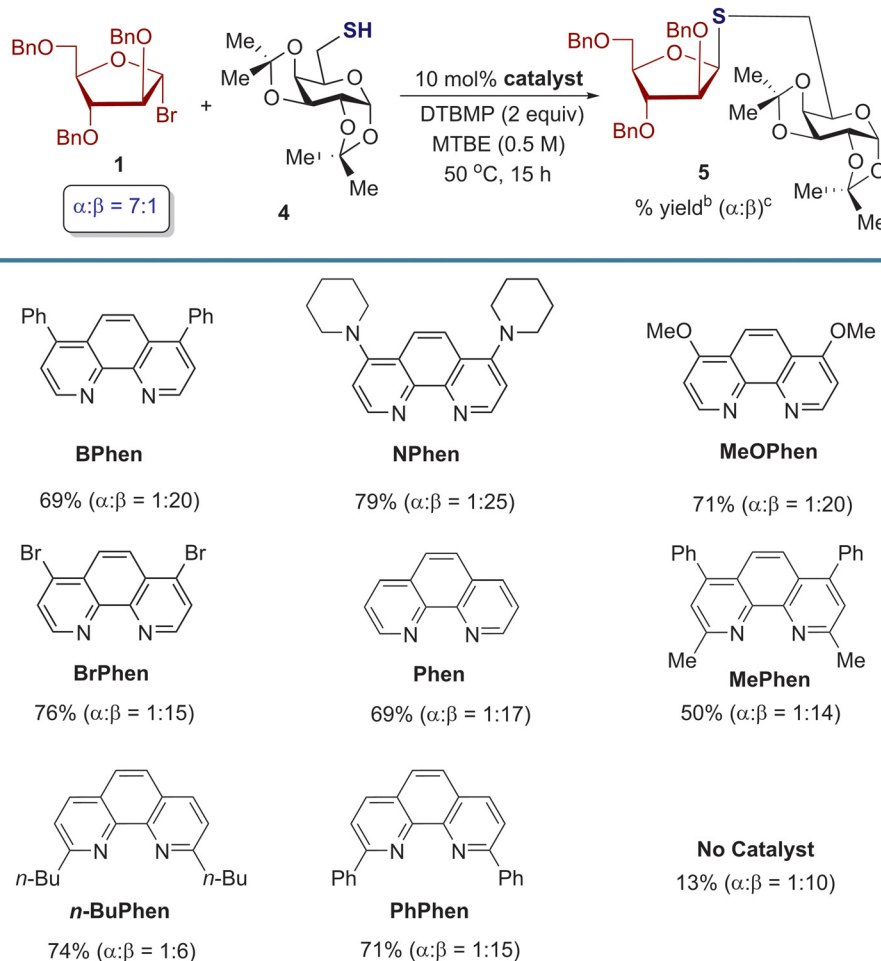 BnO
BnO
O
Br
BnO
1
α:β = 7:1
+
SH
Me
Me
O
O
O
O
O
Me
Me
4
10 mol% catalyst
DTBMP (2 equiv)
MTBE (0.5 M)
50 °C, 15 h
BnO
BnO
O
S
BnO
Me
Me
O
O
O
O
O
Me
Me
5
% yieldᵇ (α:β)ᶜ
Ph Ph
N N
BPhen
69% (α:β = 1:20)
N N
N N
NPhen
79% (α:β = 1:25)
MeO OMe
N N
MeOPhen
71% (α:β = 1:20)
Br Br
N N
BrPhen
76% (α:β = 1:15)
N N
Phen
69% (α:β = 1:17)
Ph Ph
N N
Me Me
MePhen
50% (α:β = 1:14)
N N
n-Bu n-Bu
n-BuPhen
74% (α:β = 1:6)
N N
Ph Ph
PhPhen
71% (α:β = 1:15)
No Catalyst
13% (α:β = 1:10)